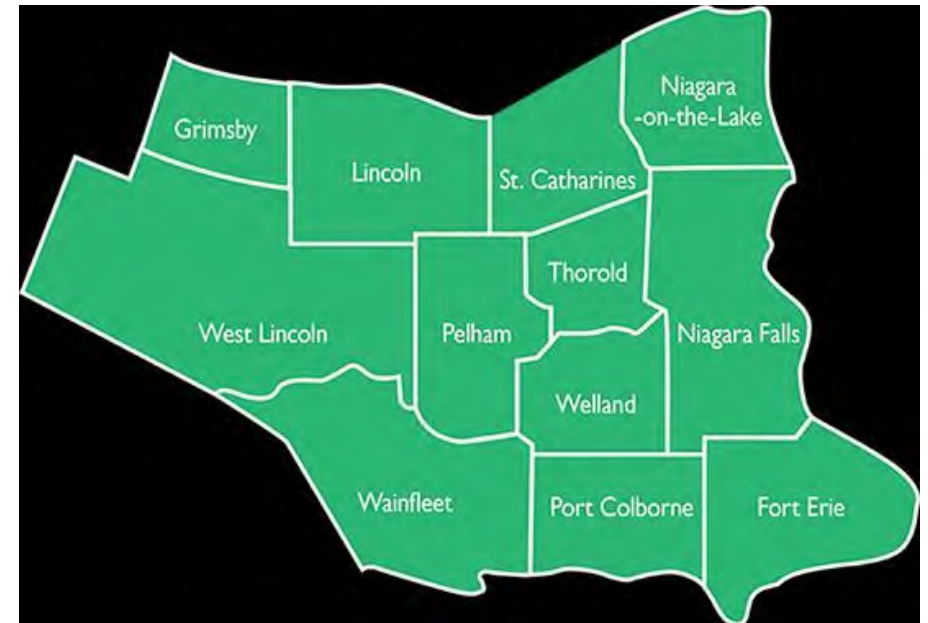 Niagara
-on-the-Lake
Grimsby
Lincoln
St. Catharines
Thorold
West Lincoln
Pelham
Niagara Falls
Welland
Wainfleet
Port Colborne
Fort Erie